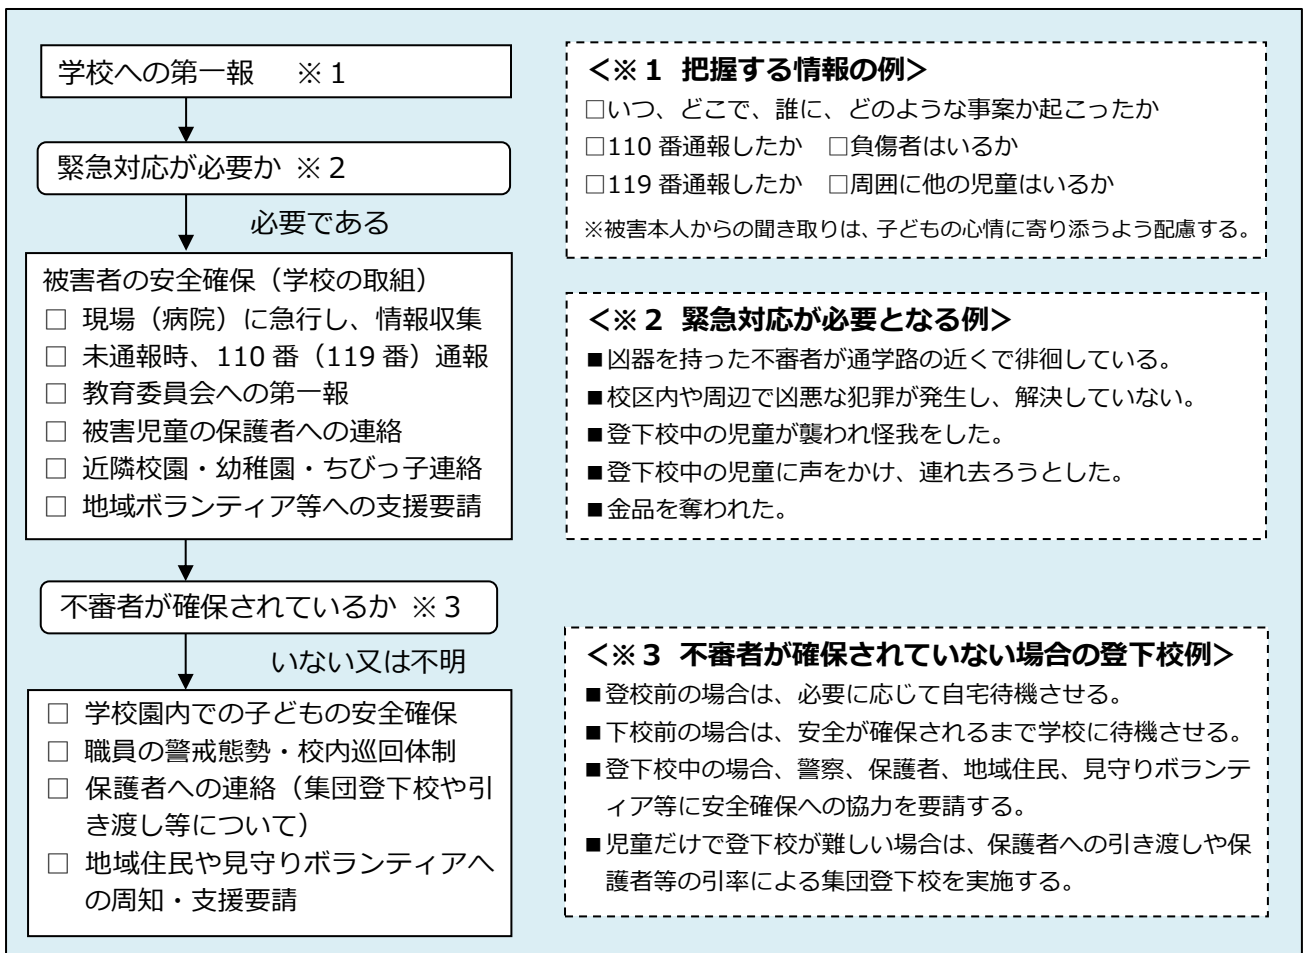 学校への第一報　※１
緊急対応が必要か ※２
必要である
被害者の安全確保（学校の取組）
□ 現場（病院）に急行し、情報収集
□ 未通報時、110 番（119 番）通報
□ 教育委員会への第一報
□ 被害児童の保護者への連絡
□ 近隣校園・幼稚園・ちびっ子連絡
□ 地域ボランティア等への支援要請
不審者が確保されているか ※３
いない又は不明
□ 学校園内での子どもの安全確保
□ 職員の警戒態勢・校内巡回体制
□ 保護者への連絡（集団登下校や引
き渡し等について）
□ 地域住民や見守りボランティアへ
の周知・支援要請
＜※１ 把握する情報の例＞
□いつ、どこで、誰に、どのような事案か起こったか
□110 番通報したか　□負傷者はいるか
□119 番通報したか　□周囲に他の児童はいるか
※被害本人からの聞き取りは、子どもの心情に寄り添うよう配慮する。
＜※２ 緊急対応が必要となる例＞
■凶器を持った不審者が通学路の近くで徘徊している。
■校区内や周辺で凶悪な犯罪が発生し、解決していない。
■登下校中の児童が襲われ怪我をした。
■登下校中の児童に声をかけ、連れ去ろうとした。
■金品を奪われた。
＜※３ 不審者が確保されていない場合の登下校例＞
■登校前の場合は、必要に応じて自宅待機させる。
■下校前の場合は、安全が確保されるまで学校に待機させる。
■登下校中の場合、警察、保護者、地域住民、見守りボランテ
ィア等に安全確保への協力を要請する。
■児童だけで登下校が難しい場合は、保護者への引き渡しや保
護者等の引率による集団登下校を実施する。